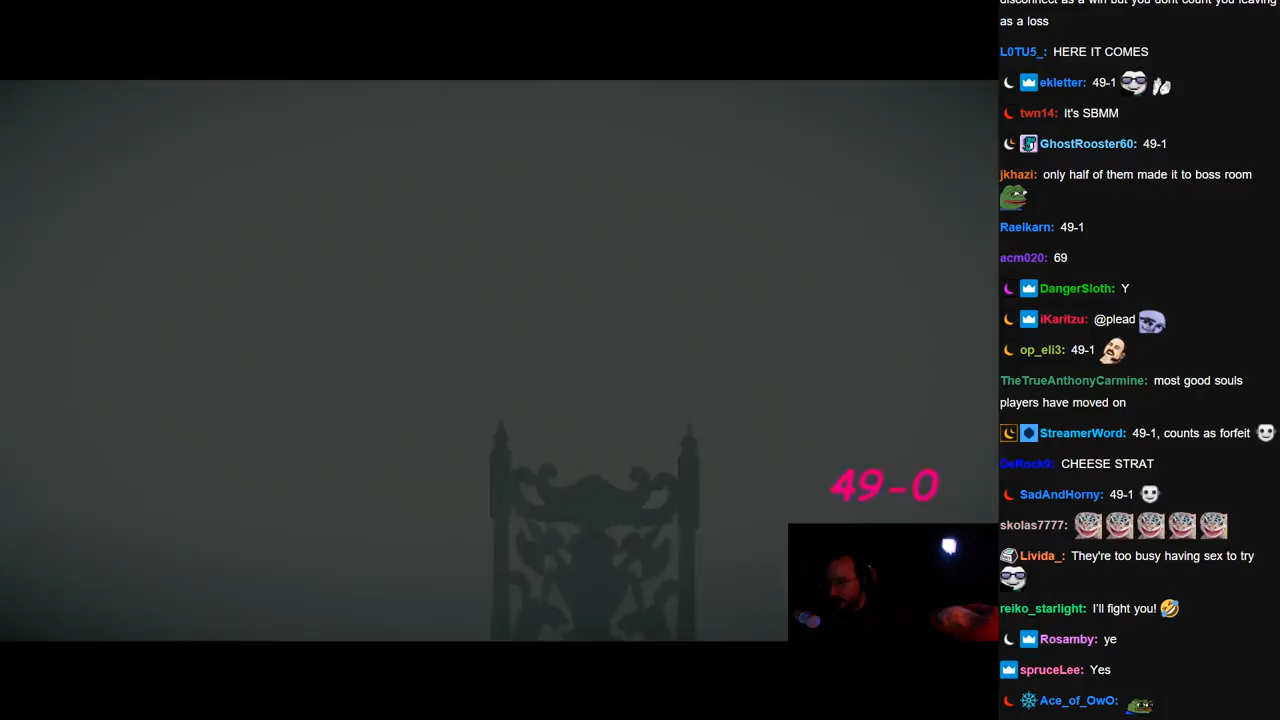 disconnect as a win but you dont count you leaving
as a loss
L0TU5_: HERE IT COMES
ekletter: 49-1
twn14: It's SBMM
GhostRooster60: 49-1
jkhazi: only half of them made it to boss room
Raelkarn: 49-1
acm020: 69
DangerSloth: Y
iKaritzu: @plead
op_eli3: 49-1
TheTrueAnthonyCarmine: most good souls
players have moved on
StreamerWord: 49-1, counts as forfeit
DeRock9: CHEESE STRAT
SadAndHorny: 49-1
skolas7777:
Livida_: They're too busy having sex to try
reiko_starlight: I'll fight you!
Rosamby: ye
spruceLee: Yes
Ace_of_OwO:
49-0